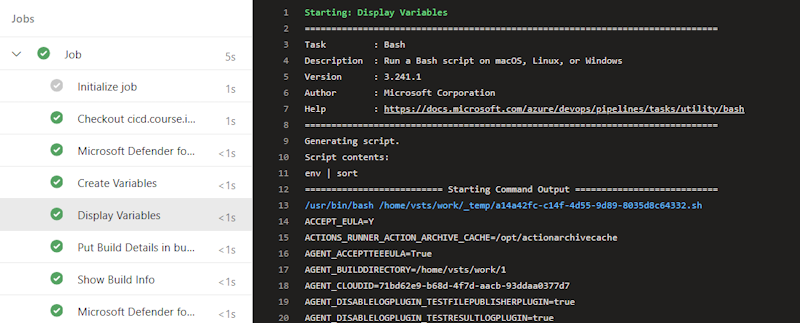 Jobs
Job 5s
Initialize job 1s
Checkout cicd.course.i... 1s
Microsoft Defender fo... <1s
Create Variables <1s
Display Variables <1s
Put Build Details in bu... <1s
Show Build Info <1s
Microsoft Defender fo... <1s
1 Starting: Display Variables
2 ==============================================================================
3 Task : Bash
4 Description : Run a Bash script on macOS, Linux, or Windows
5 Version : 3.241.1
6 Author : Microsoft Corporation
7 Help : https://docs.microsoft.com/azure/devops/pipelines/tasks/utility/bash
8 ==============================================================================
9 Generating script.
10 Script contents:
11 env | sort
12 ========================== Starting Command Output ===========================
13 /usr/bin/bash /home/vsts/work/_temp/a14a42fc-c14f-4d55-9d89-8035d8c64332.sh
14 ACCEPT_EULA=Y
15 ACTIONS_RUNNER_ACTION_ARCHIVE_CACHE=/opt/actionarchivecache
16 AGENT_ACCEPTTEEEULA=True
17 AGENT_BUILDDIRECTORY=/home/vsts/work/1
18 AGENT_CLOUDID=71bd62e9-b68d-4f7d-aacb-93ddaa0377d7
19 AGENT_DISABLELOGPLUGIN_TESTFILEPUBLISHERPLUGIN=true
20 AGENT_DISABLELOGPLUGIN_TESTRESULTLOGPLUGIN=true